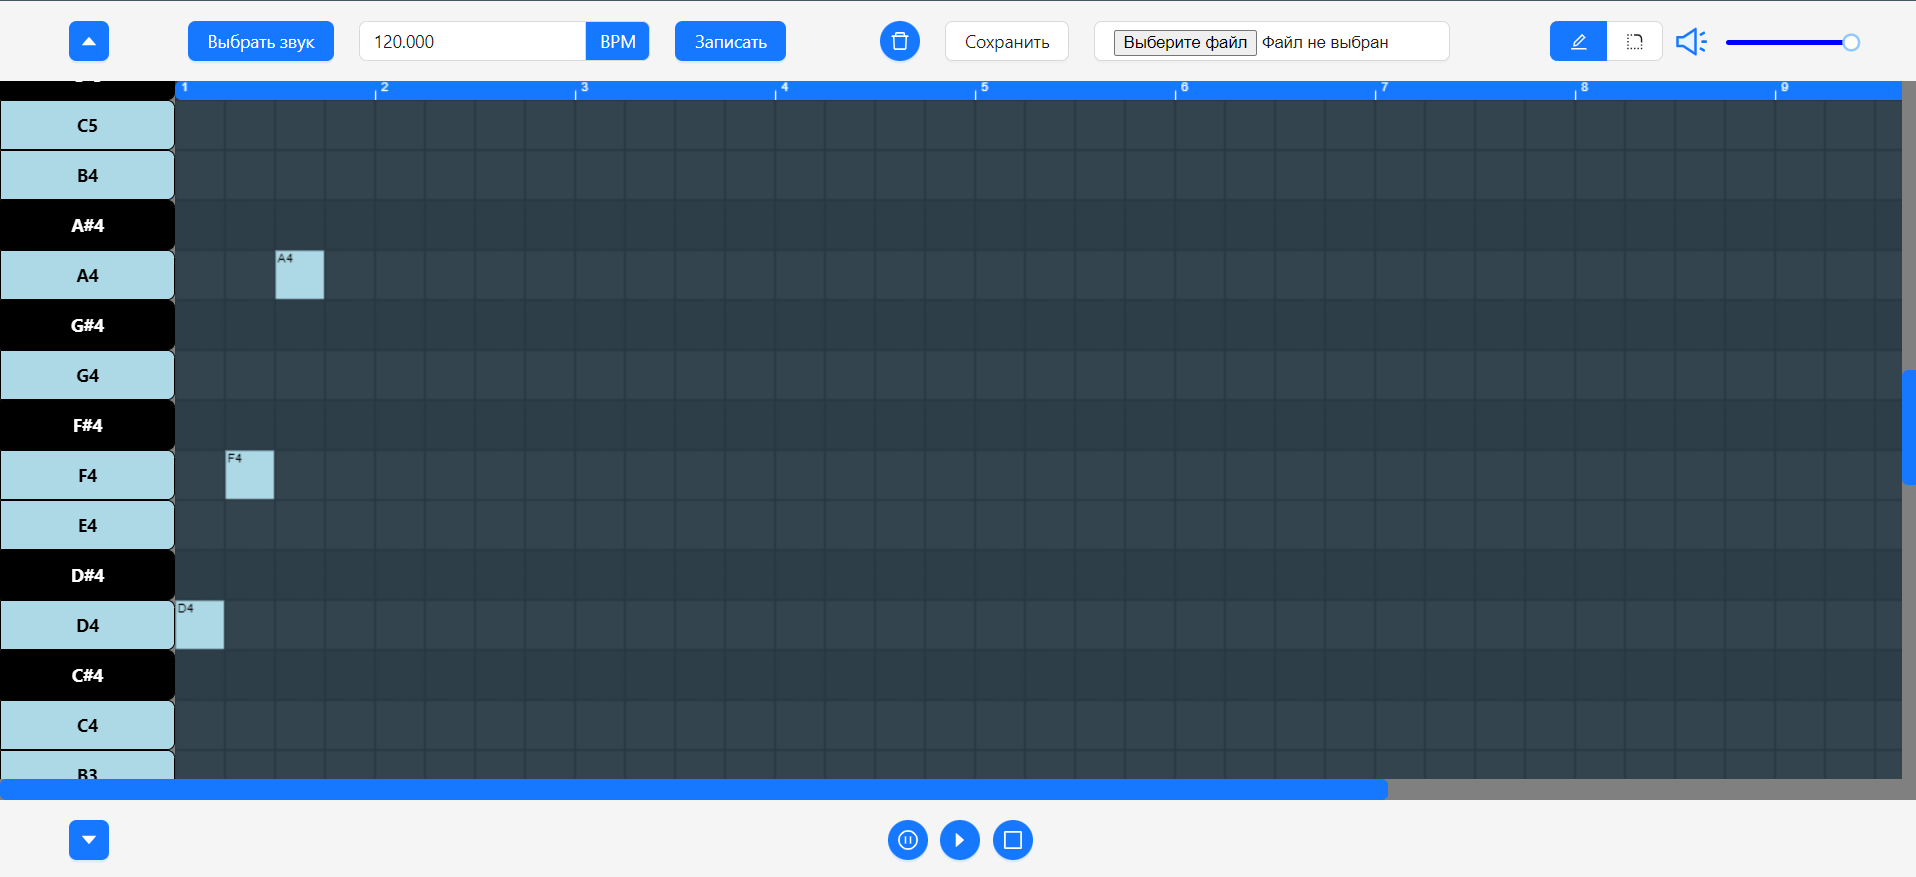 Выбрать звук 120.000 BPM Записать Сохранить Выберите файл Файл не выбран
1 2 3 4 5 6 7 8 9
C5
B4
A#4
A4 A4
G#4
G4
F#4
F4 F4
E4
D#4
D4 D4
C#4
C4
B3